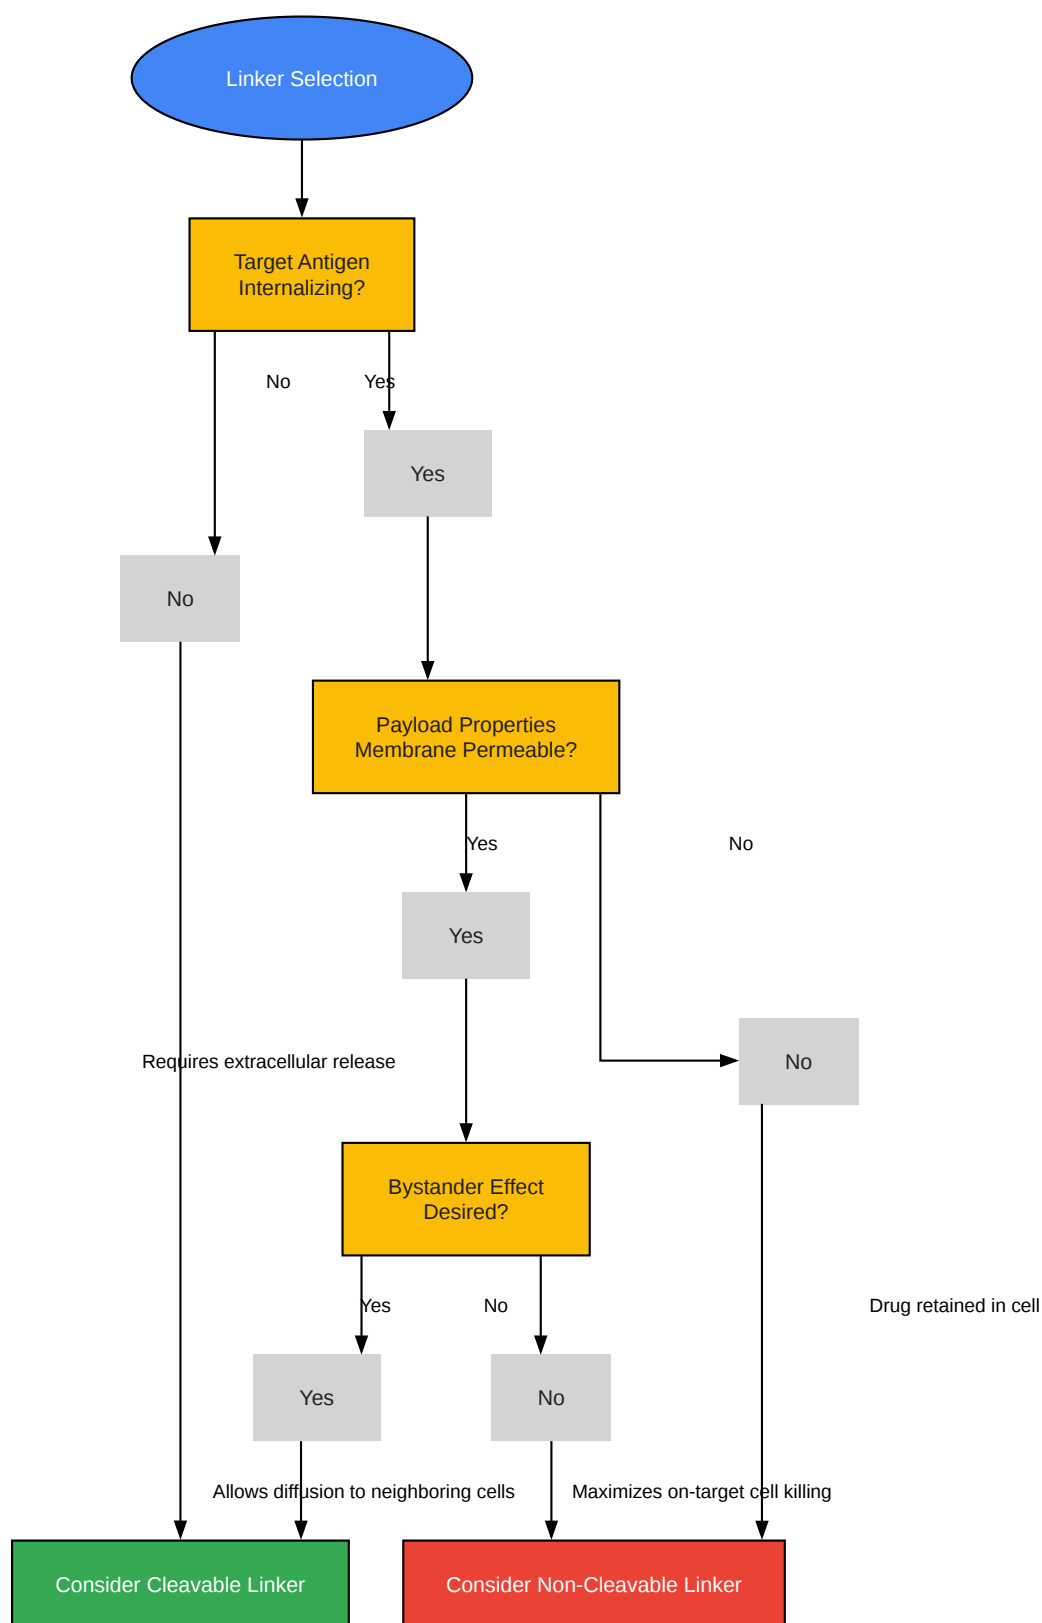 Linker Selection
Target Antigen
Internalizing?
No
Yes
Yes
No
Payload Properties
Membrane Permeable?
Yes
No
Yes
No
Requires extracellular release
Bystander Effect
Desired?
Yes
No
Drug retained in cell
Yes
No
Allows diffusion to neighboring cells
Maximizes on-target cell killing
Consider Cleavable Linker
Consider Non-Cleavable Linker